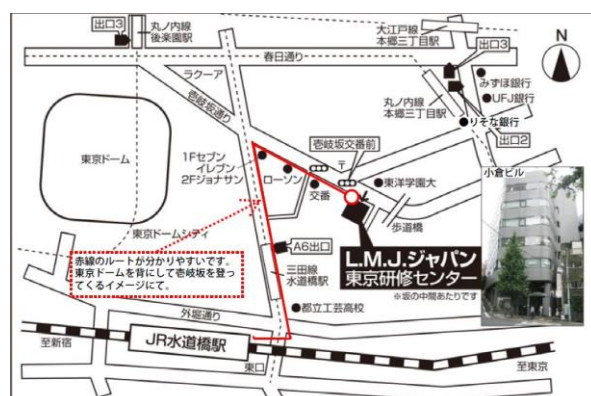 出口3
丸ノ内線
後楽園駅
大江戸線
本郷三丁目駅
春日通り
出口3
N
ラクーア
みずほ銀行
UFJ銀行
壱岐坂通り
丸ノ内線
本郷三丁目駅
りそな銀行
出口2
壱岐坂交番前
〒
東京ドーム
1Fセブン
イレブン
2Fジョナサン
ローソン
交番
東洋学園大
小倉ビル
歩道橋
東京ドームシティ
A6出口
L.M.J.ジャパン
東京研修センター
※坂の中間あたりです
赤線のルートが分かりやすいです。
東京ドームを背にして壱岐坂を登っ
てくるイメージにて。
三田線
水道橋駅
都立工芸高校
外堀通り
JR水道橋駅
至新宿
東口
至東京